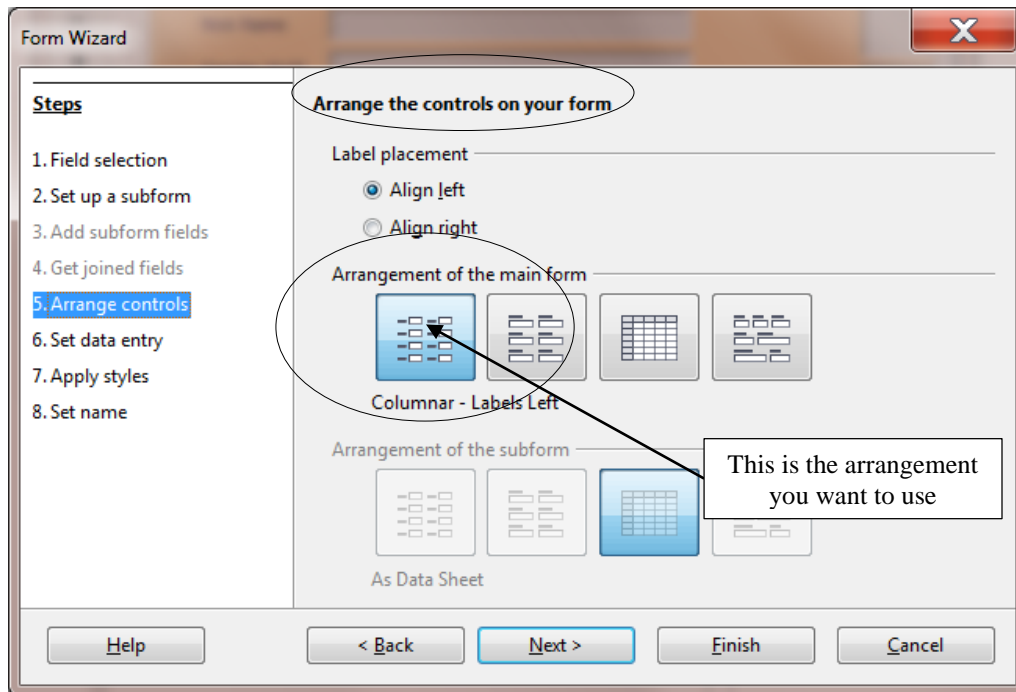 Form Wizard
X
Steps
1. Field selection
2. Set up a subform
3. Add subform fields
4. Get joined fields
5. Arrange controls
6. Set data entry
7. Apply styles
8. Set name
Arrange the controls on your form
Label placement
Align left
Align right
Arrangement of the main form
Columnar - Labels Left
Arrangement of the subform
As Data Sheet
This is the arrangement
you want to use
Help
< Back
Next >
Finish
Cancel